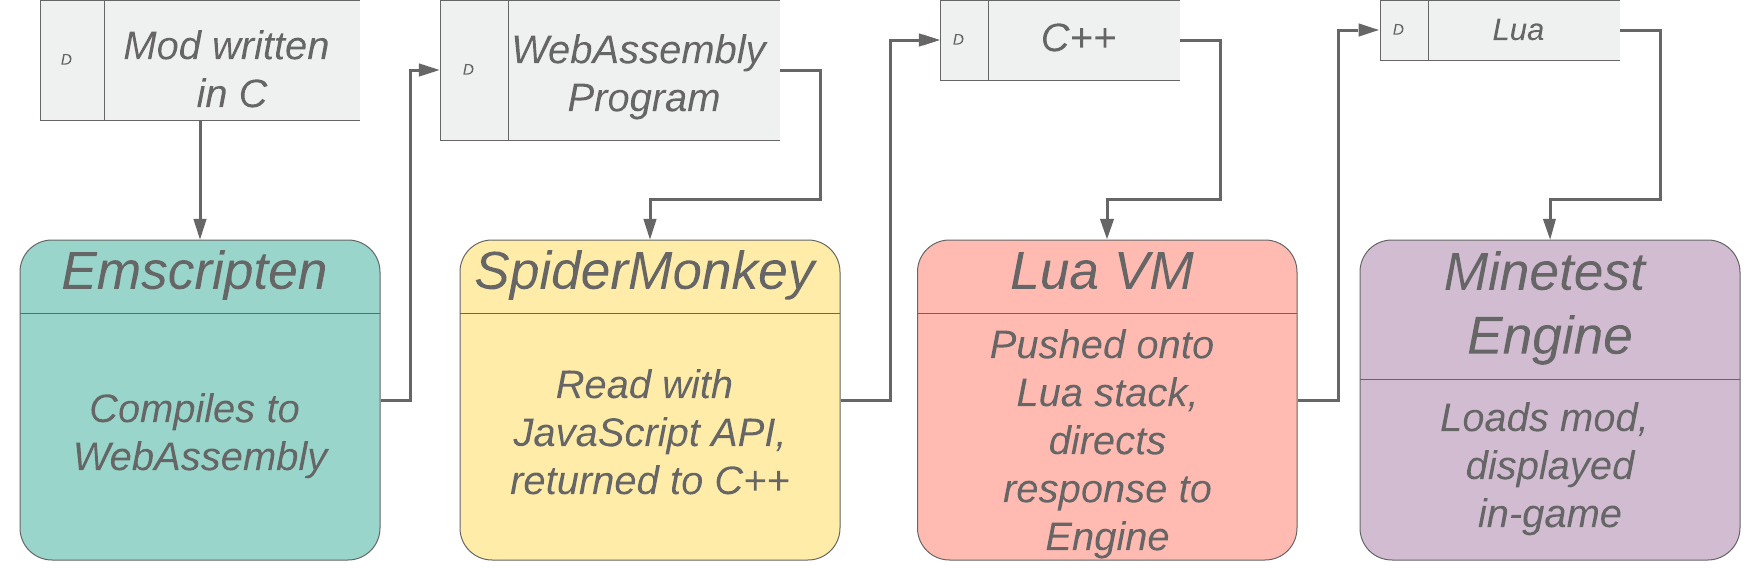 D
Mod written
in C
D
WebAssembly
Program
D
C++
D
Lua
Emscripten
Compiles to
WebAssembly
SpiderMonkey
Read with
JavaScript API,
returned to C++
Lua VM
Pushed onto
Lua stack,
directs
response to
Engine
Minetest
Engine
Loads mod,
displayed
in-game